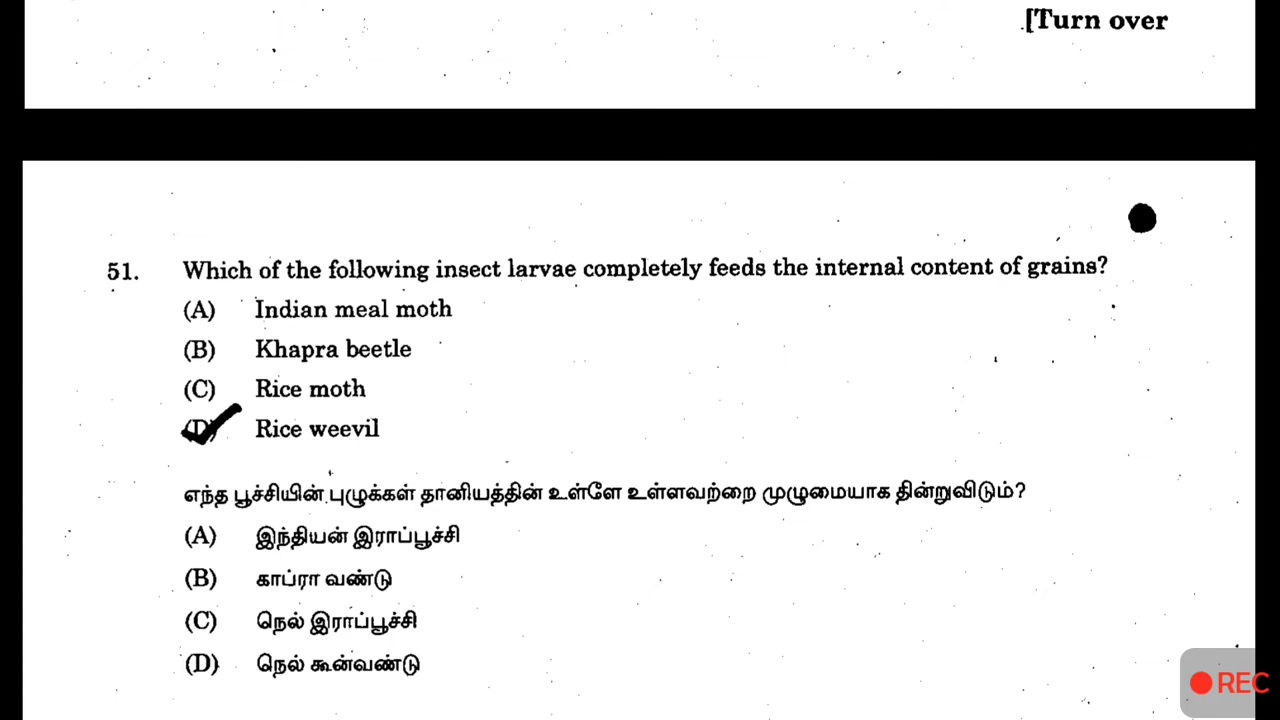 [Turn over
51. Which of the following insect larvae completely feeds the internal content of grains?
(A) Indian meal moth
(B) Khapra beetle
(C) Rice moth
(D) Rice weevil
எந்த பூச்சியின் புழுக்கள் தானியத்தின் உள்ளே உள்ளவற்றை முழுமையாக தின்றுவிடும்?
(A) இந்தியன் இராப்பூச்சி
(B) காப்ரா வண்டு
(C) நெல் இராப்பூச்சி
(D) நெல் கூன்வண்டு
REC